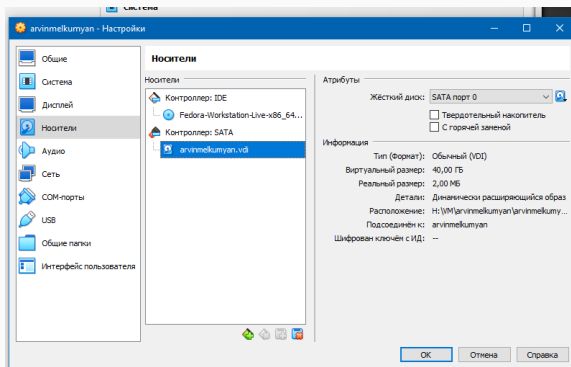 Система
arvinmelkumyan - Настройки
Общие
Система
Дисплей
Носители
Аудио
Сеть
COM-порты
USB
Общие папки
Интерфейс пользователя
Носители
Носители
Контроллер: IDE
Fedora-Workstation-Live-x86_64...
Контроллер: SATA
arvinmelkumyan.vdi
Атрибуты
Жёсткий диск: SATA порт 0
Твердотельный накопитель
С горячей заменой
Информация
Тип (Формат): Обычный (VDI)
Виртуальный размер: 40,00 ГБ
Реальный размер: 2,00 МБ
Детали: Динамически расширяющийся образ
Расположение: H:\VM\arvinmelkumyan\arvinmelkumy...
Подсоединён к: arvinmelkumyan
Шифрован ключём с ИД: --
OK Отмена Справка